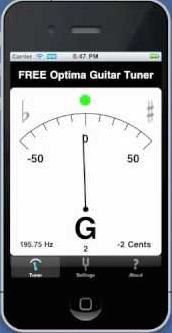 Carrier 6:47 PM
FREE Optima Guitar Tuner
♭ ♯
0
-50 50
G
195.75 Hz 2 -2 Cents
Tuner Settings About